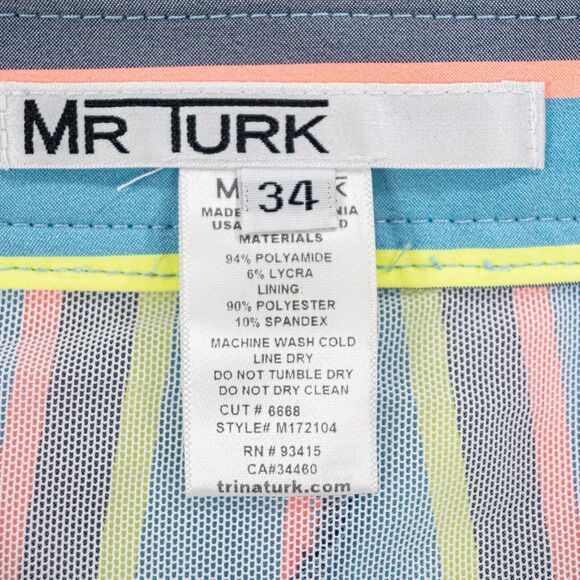 MR TURK
34
MADE
USA
MATERIALS
94% POLYAMIDE
6% LYCRA
LINING:
90% POLYESTER
10% SPANDEX
MACHINE WASH COLD
LINE DRY
DO NOT TUMBLE DRY
DO NOT DRY CLEAN
CUT # 6668
STYLE# M172104
RN # 93415
CA#34460
trinaturk.com